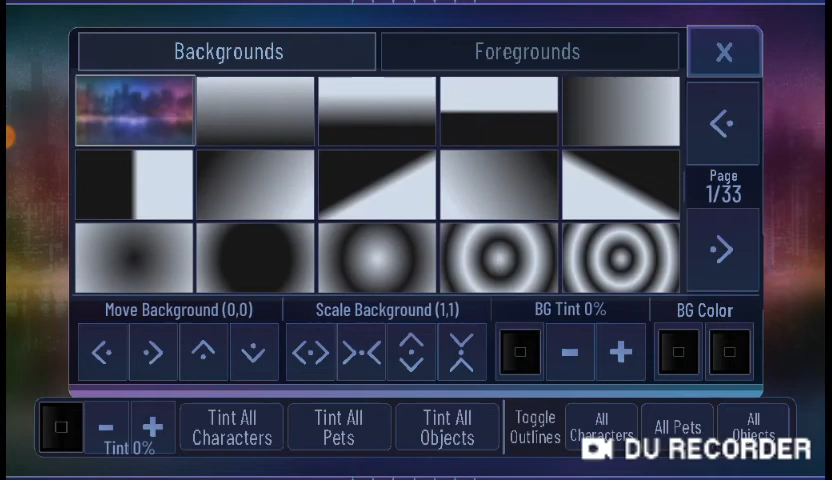 Backgrounds
Foregrounds
X
Page
1/33
Move Background (0,0)
Scale Background (1,1)
BG Tint 0%
BG Color
Tint 0%
Tint All
Characters
Tint All
Pets
Tint All
Objects
Toggle
Outlines
All
Characters
All Pets
All
Objects
DU RECORDER